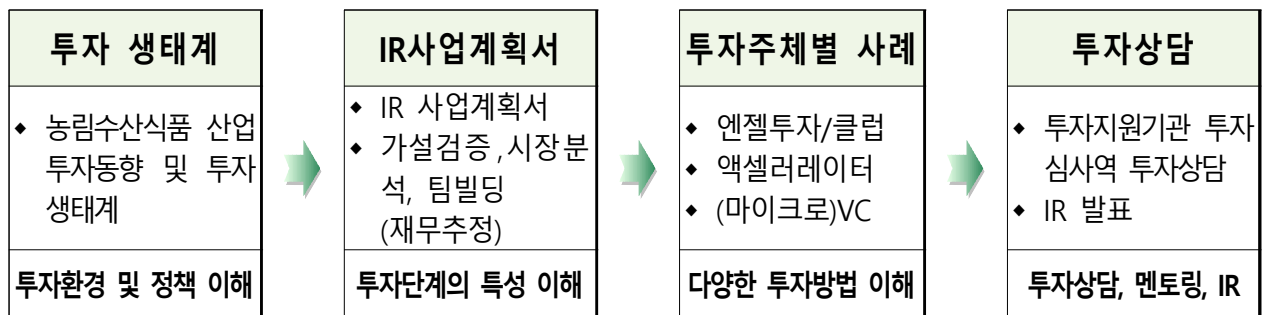 투자 생태계
◆ 농림수산식품 산업
투자동향 및 투자
생태계
투자환경 및 정책 이해
IR사업계획서
◆ IR 사업계획서
◆ 가설검증,시장분
석, 팀빌딩
(재무추정)
투자단계의 특성 이해
투자주체별 사례
◆ 엔젤투자/클럽
◆ 액셀러레이터
◆ (마이크로)VC
다양한 투자방법 이해
투자상담
◆ 투자지원기관 투자
심사역 투자상담
◆ IR 발표
투자상담, 멘토링, IR